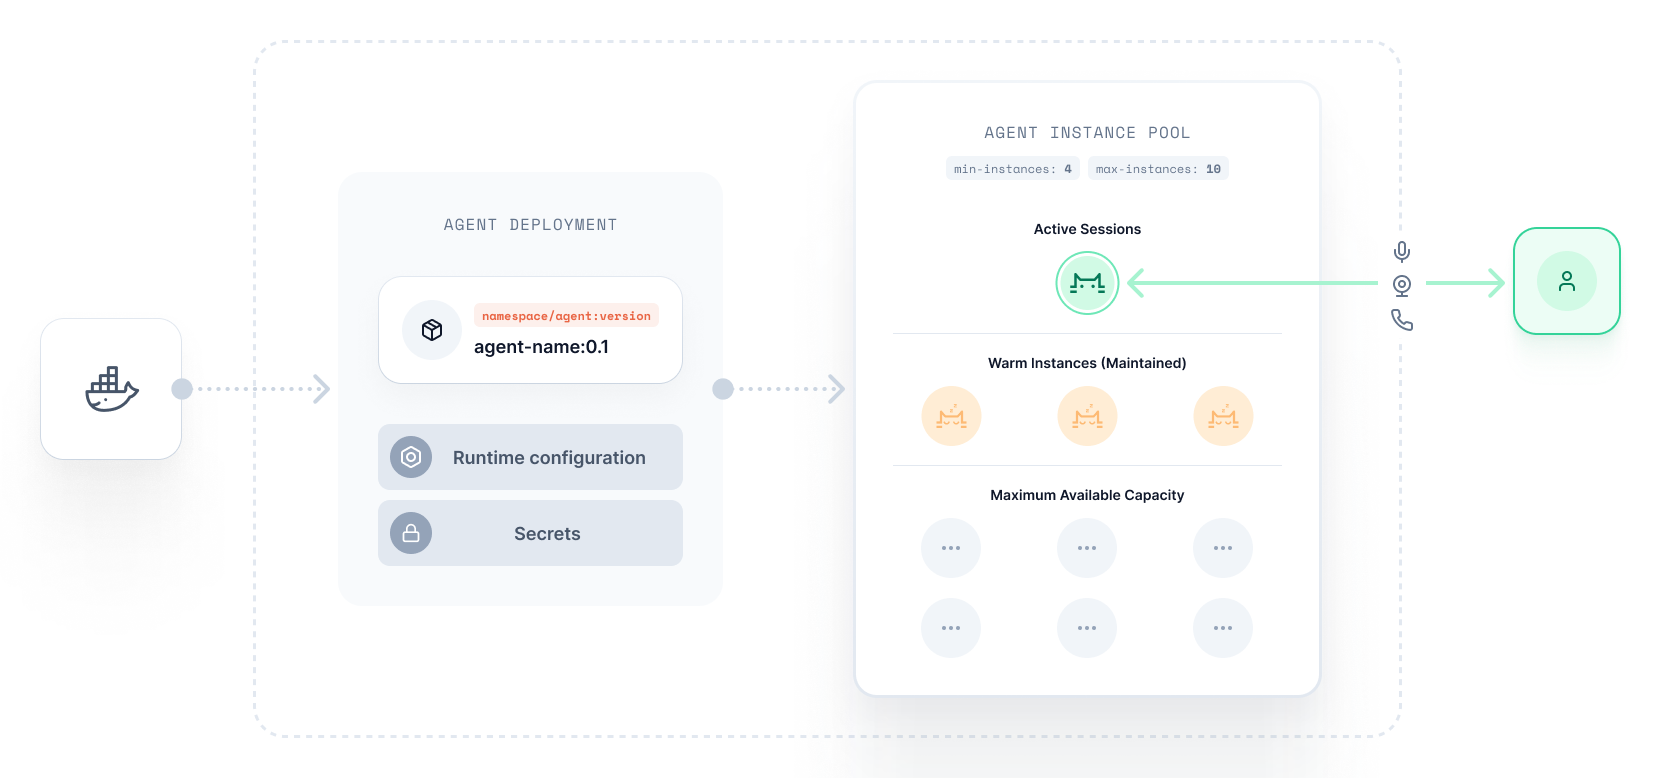 AGENT DEPLOYMENT
namespace/agent:version
agent-name:0.1
Runtime configuration
Secrets
AGENT INSTANCE POOL
min-instances: 4
max-instances: 10
Active Sessions
Warm Instances (Maintained)
Maximum Available Capacity